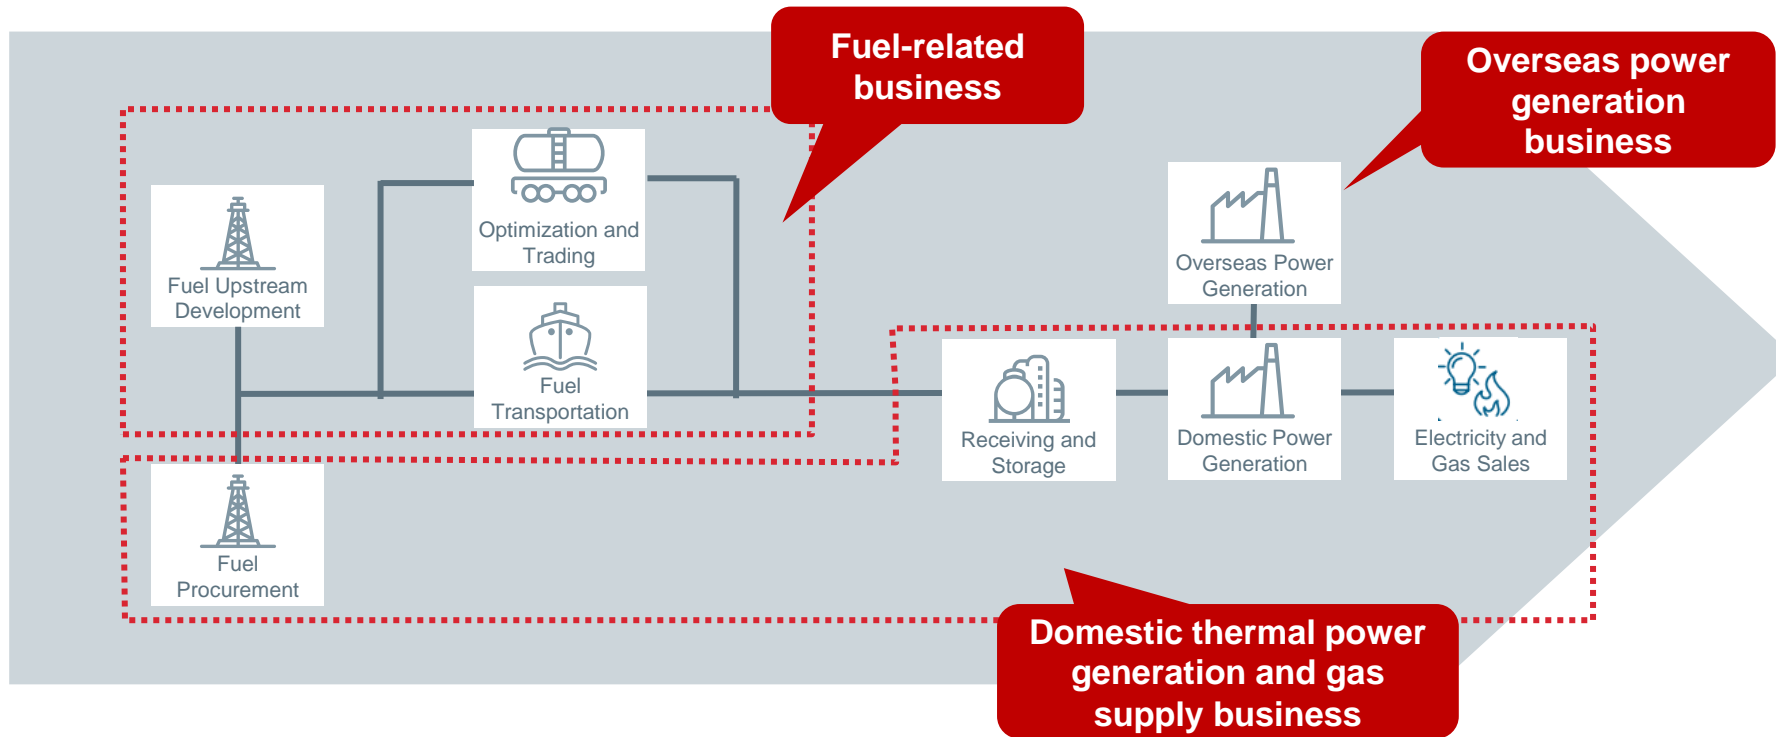 Fuel-related
business
Overseas power
generation
business
Optimization and
Trading
Fuel Upstream
Development
Fuel
Transportation
Overseas Power
Generation
Receiving and
Storage
Domestic Power
Generation
Electricity and
Gas Sales
Fuel
Procurement
Domestic thermal power
generation and gas
supply business